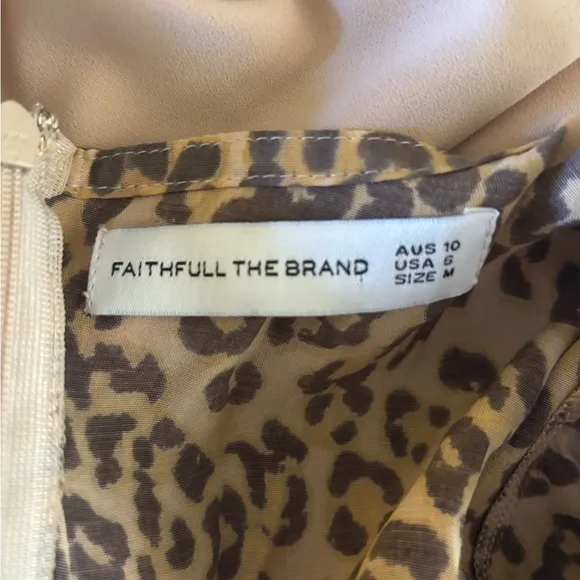 FAITHFULL THE BRAND
AUS 10
USA 6
SIZE M